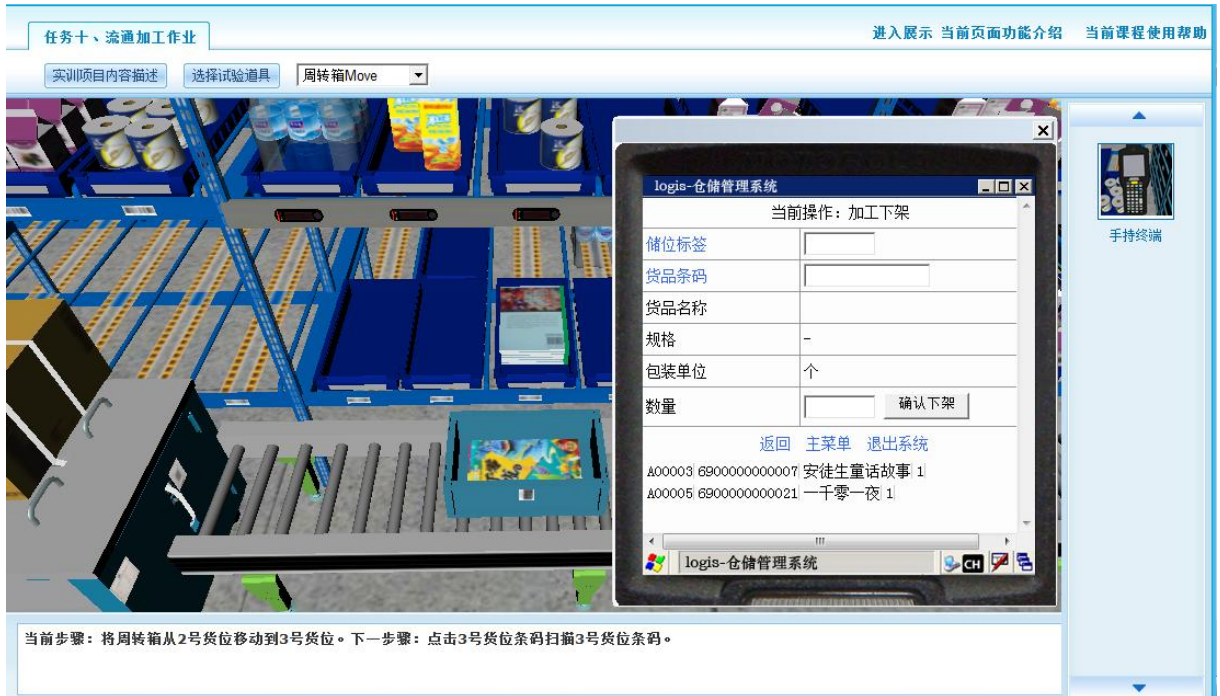 任务十、流通加工作业
进入展示 当前页面功能介绍 当前课程使用帮助
实训项目内容描述 选择试验道具 周转箱Move
logis-仓储管理系统
当前操作：加工下架
储位标签
货品条码
货品名称
规格 -
包装单位 个
数量 确认下架
返回 主菜单 退出系统
A00003 6900000000007 安徒生童话故事 1
A00005 6900000000021 一千零一夜 1
logis-仓储管理系统 CH
手持终端
当前步骤：将周转箱从2号货位移动到3号货位。下一步骤：点击3号货位条码扫描3号货位条码。